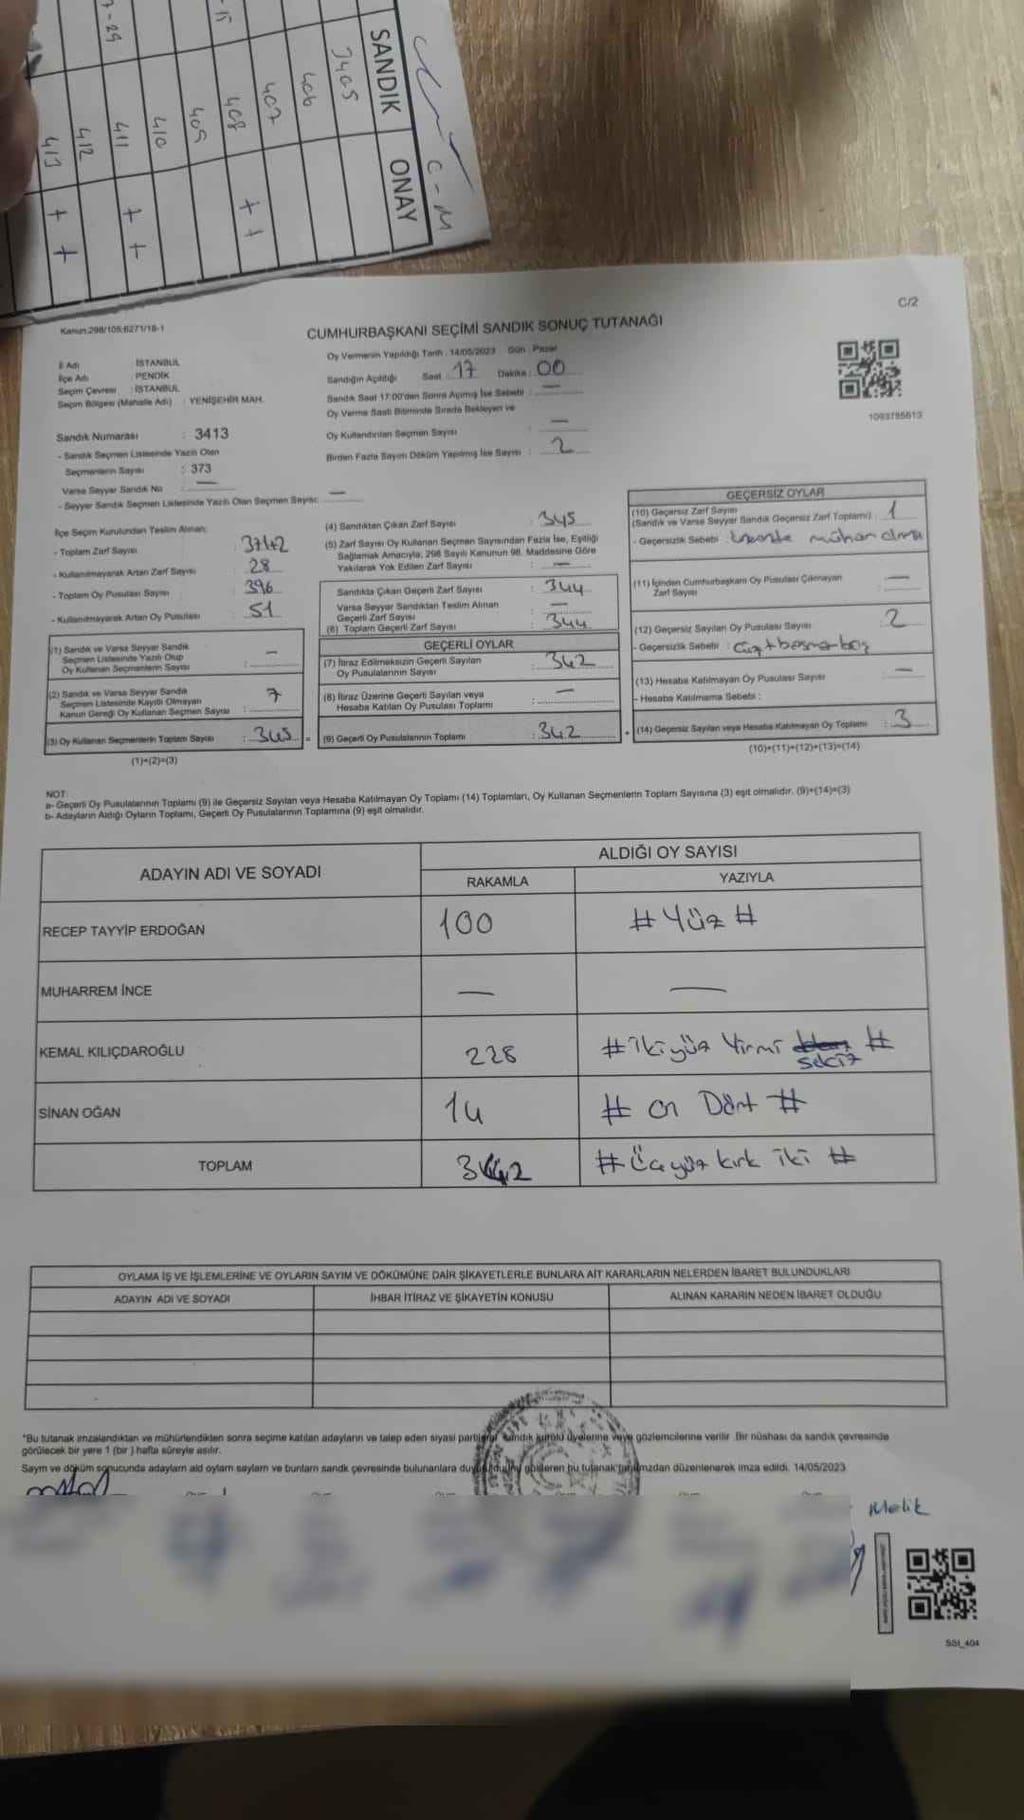 SANDIK ONAY
3405
406
407
408 ++
409
410
411 ++
412
413 ++
C-M
C/2
Kanun:298/105;6271/18-1
CUMHURBAŞKANI SEÇİMİ SANDIK SONUÇ TUTANAĞI
İl Adı : İSTANBUL
İlçe Adı : PENDİK
Seçim Çevresi : İSTANBUL
Seçim Bölgesi (Mahalle Adı) : YENİŞEHİR MAH.
Oy Vermenin Yapıldığı Tarih : 14/05/2023 Gün : Pazar
Sandığın Açıldığı Saat : 17 Dakika : 00
Sandık Saat 17:00'den Sonra Açılmış İse Sebebi : —
Oy Verme Saati Bitiminde Sırada Bekleyen ve
Oy Kullandırılan Seçmen Sayısı : —
Birden Fazla Sayım Döküm Yapılmış İse Sayısı : 2
1093795613
Sandık Numarası : 3413
- Sandık Seçmen Listesinde Yazılı Olan
Seçmenlerin Sayısı : 373
Varsa Seyyar Sandık No : —
- Seyyar Sandık Seçmen Listesinde Yazılı Olan Seçmen Sayısı: —
İlçe Seçim Kurulundan Teslim Alınan;
- Toplam Zarf Sayısı
- Kullanılmayarak Artan Zarf Sayısı : 28
- Toplam Oy Pusulası Sayısı : 396
- Kullanılmayarak Artan Oy Pusulası : 51
(1) Sandık ve Varsa Seyyar Sandık
Seçmen Listesinde Yazılı Olup
Oy Kullanan Seçmenlerin Sayısı : —
(2) Sandık ve Varsa Seyyar Sandık
Seçmen Listesinde Kayıtlı Olmayan
Kanun Gereği Oy Kullanan Seçmen Sayısı : 7
(3) Oy Kullanan Seçmenlerin Toplam Sayısı : 345
(1)+(2)=(3)
(4) Sandıktan Çıkan Zarf Sayısı : 345
(5) Zarf Sayısı Oy Kullanan Seçmen Sayısından Fazla İse, Eşitliği
Sağlamak Amacıyla, 298 Sayılı Kanunun 98. Maddesine Göre
Yakılarak Yok Edilen Zarf Sayısı : —
Sandıkta Çıkan Geçerli Zarf Sayısı : 344
Varsa Seyyar Sandıktan Teslim Alınan
Geçerli Zarf Sayısı : —
(6) Toplam Geçerli Zarf Sayısı : 344
GEÇERLİ OYLAR
(7) İtiraz Edilmeksizin Geçerli Sayılan
Oy Pusulalarının Sayısı : 342
(8) İtiraz Üzerine Geçerli Sayılan veya
Hesaba Katılan Oy Pusulası Toplamı : —
= (9) Geçerli Oy Pusulalarının Toplamı : 342
GEÇERSİZ OYLAR
(10) Geçersiz Zarf Sayısı
(Sandık ve Varsa Seyyar Sandık Geçersiz Zarf Toplamı) : 1
- Geçersizlik Sebebi : mühür olma
(11) İçinden Cumhurbaşkanı Oy Pusulası Çıkmayan
Zarf Sayısı : —
(12) Geçersiz Sayılan Oy Pusulası Sayısı : 2
- Geçersizlik Sebebi : Çift
(13) Hesaba Katılmayan Oy Pusulası Sayısı : —
- Hesaba Katılmama Sebebi :
+ (14) Geçersiz Sayılan veya Hesaba Katılmayan Oy Toplamı : 3
(10)+(11)+(12)+(13)=(14)
NOT:
a- Geçerli Oy Pusulalarının Toplamı (9) ile Geçersiz Sayılan veya Hesaba Katılmayan Oy Toplamı (14) Toplamları, Oy Kullanan Seçmenlerin Toplam Sayısına (3) eşit olmalıdır. (9)+(14)=(3)
b- Adayların Aldığı Oyların Toplamı, Geçerli Oy Pusulalarının Toplamına (9) eşit olmalıdır.
ADAYIN ADI VE SOYADI
ALDIĞI OY SAYISI
RAKAMLA YAZIYLA
RECEP TAYYİP ERDOĞAN 100 # Yüz #
MUHARREM İNCE — —
KEMAL KILIÇDAROĞLU 228 # İkiyüz Yirmi sekiz #
SİNAN OĞAN 14 # on Dört #
TOPLAM 342 # Üçyüz kırk iki #
OYLAMA İŞ VE İŞLEMLERİNE VE OYLARIN SAYIM VE DÖKÜMÜNE DAİR ŞİKAYETLERLE BUNLARA AİT KARARLARIN NELERDEN İBARET BULUNDUKLARI
ADAYIN ADI VE SOYADI İHBAR İTİRAZ VE ŞİKAYETİN KONUSU ALINAN KARARIN NEDEN İBARET OLDUĞU
"Bu tutanak imzalandıktan ve mühürlendikten sonra seçime katılan adayların ve talep eden siyasi sandık kurulu üyelerine veya gözlemcilerine verilir. Bir nüshası da sandık çevresinde
görülecek bir yere 1 (bir ) hafta süreyle asılır.
Sayım ve döküm sonucunda adayların ald oyların sayıları ve bunların sandk çevresinde bulunanlara gösteren bu tutanak düzenlenerek imza edildi. 14/05/2023
Melik
SSI_404